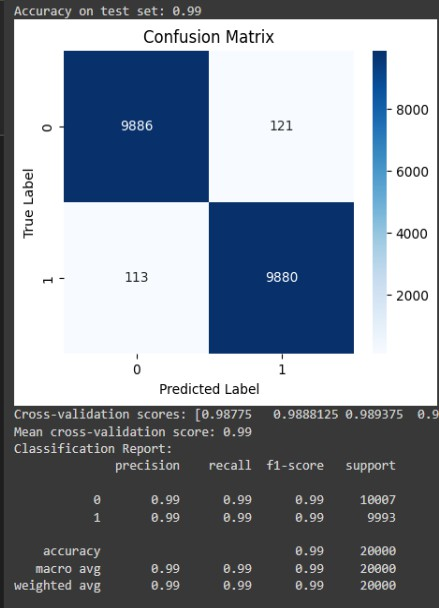 Accuracy on test set: 0.99
Confusion Matrix
True Label
0
9886
121
1
113
9880
0
1
Predicted Label
8000
6000
4000
2000
Cross-validation scores: [0.98775 0.9888125 0.989375 0.9
Mean cross-validation score: 0.99
Classification Report:
precision recall f1-score support
0 0.99 0.99 0.99 10007
1 0.99 0.99 0.99 9993
accuracy 0.99 20000
macro avg 0.99 0.99 0.99 20000
weighted avg 0.99 0.99 0.99 20000